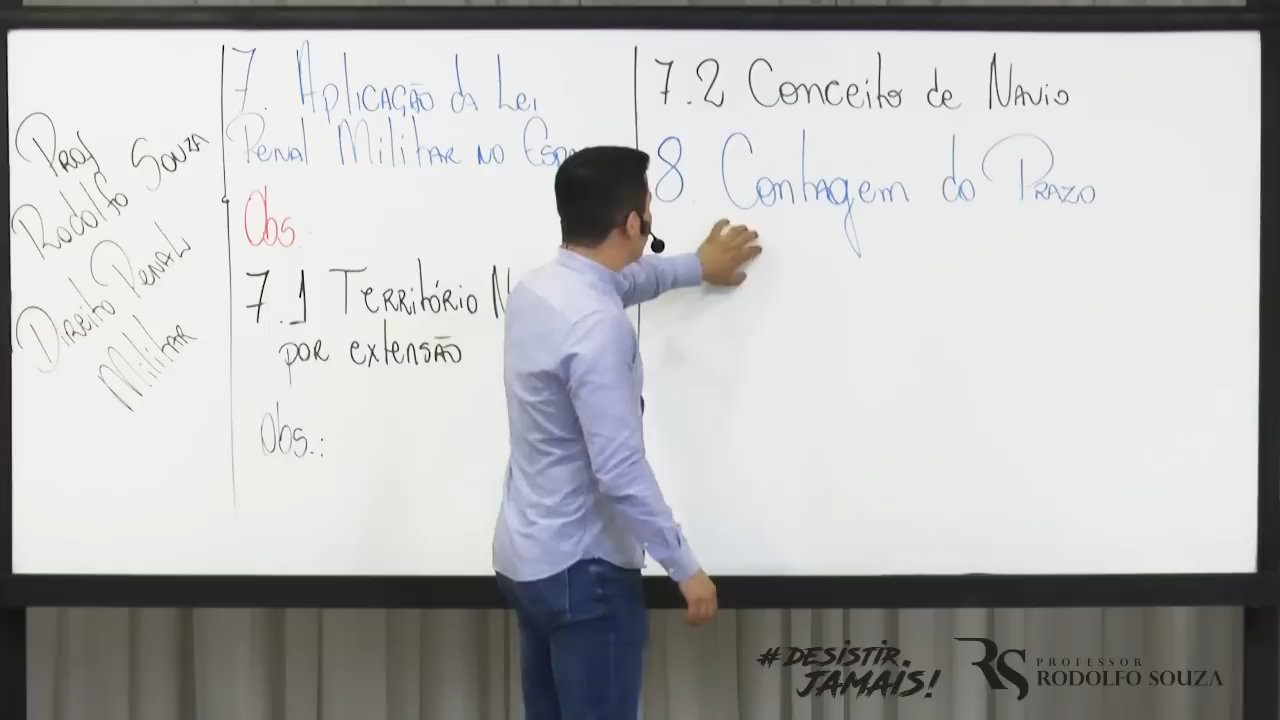 Prof
Rodolfo Souza
Direito Penal
Militar
7. Aplicação da Lei
Penal Militar no
Obs.:
7.1 Território
por extensão
Obs.:
7.2 Conceito de Navio
8. Contagem do Prazo
#DESISTIR
JAMAIS!
RS
PROFESSOR
RODOLFO SOUZA